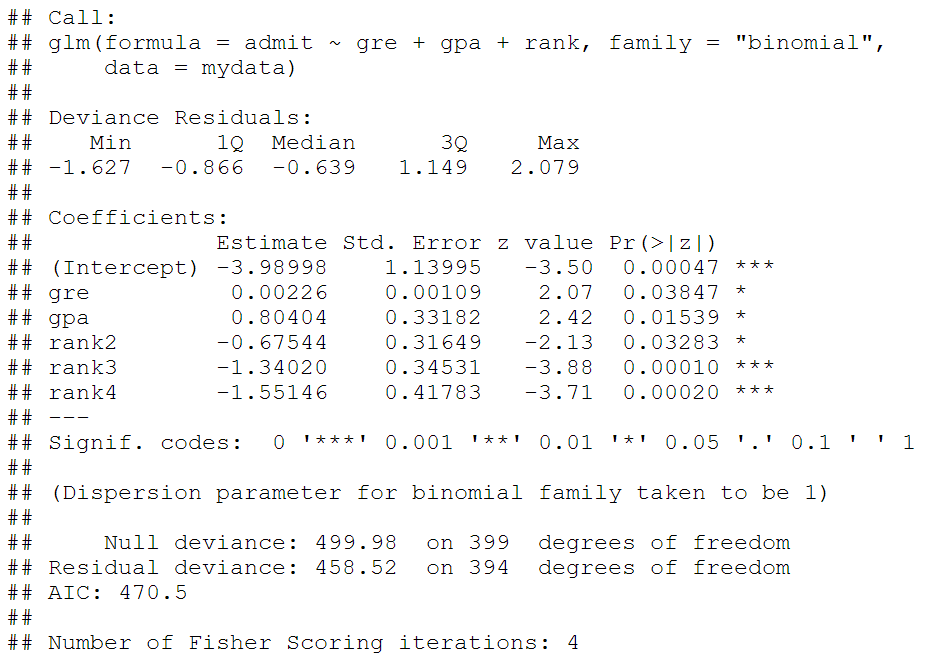 ## Call:
## glm(formula = admit ~ gre + gpa + rank, family = "binomial",
##     data = mydata)
##
## Deviance Residuals:
##    Min      1Q  Median      3Q     Max
## -1.627  -0.866  -0.639   1.149   2.079
##
## Coefficients:
##             Estimate Std. Error z value Pr(>|z|)
## (Intercept) -3.98998    1.13995   -3.50  0.00047 ***
## gre          0.00226    0.00109    2.07  0.03847 *
## gpa          0.80404    0.33182    2.42  0.01539 *
## rank2       -0.67544    0.31649   -2.13  0.03283 *
## rank3       -1.34020    0.34531   -3.88  0.00010 ***
## rank4       -1.55146    0.41783   -3.71  0.00020 ***
## ---
## Signif. codes:  0 '***' 0.001 '**' 0.01 '*' 0.05 '.' 0.1 ' ' 1
##
## (Dispersion parameter for binomial family taken to be 1)
##
##     Null deviance: 499.98  on 399  degrees of freedom
## Residual deviance: 458.52  on 394  degrees of freedom
## AIC: 470.5
##
## Number of Fisher Scoring iterations: 4